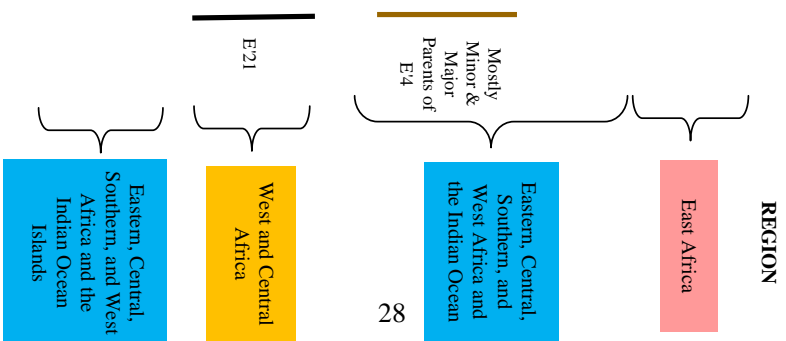 REGION
East Africa
Eastern, Central,
Southern, and
West Africa and
the Indian Ocean
Mostly
Minor &
Major
Parents of
E'4
West and Central
Africa
E'21
Eastern, Central,
Southern, and West
Africa and the
Indian Ocean
Islands
28